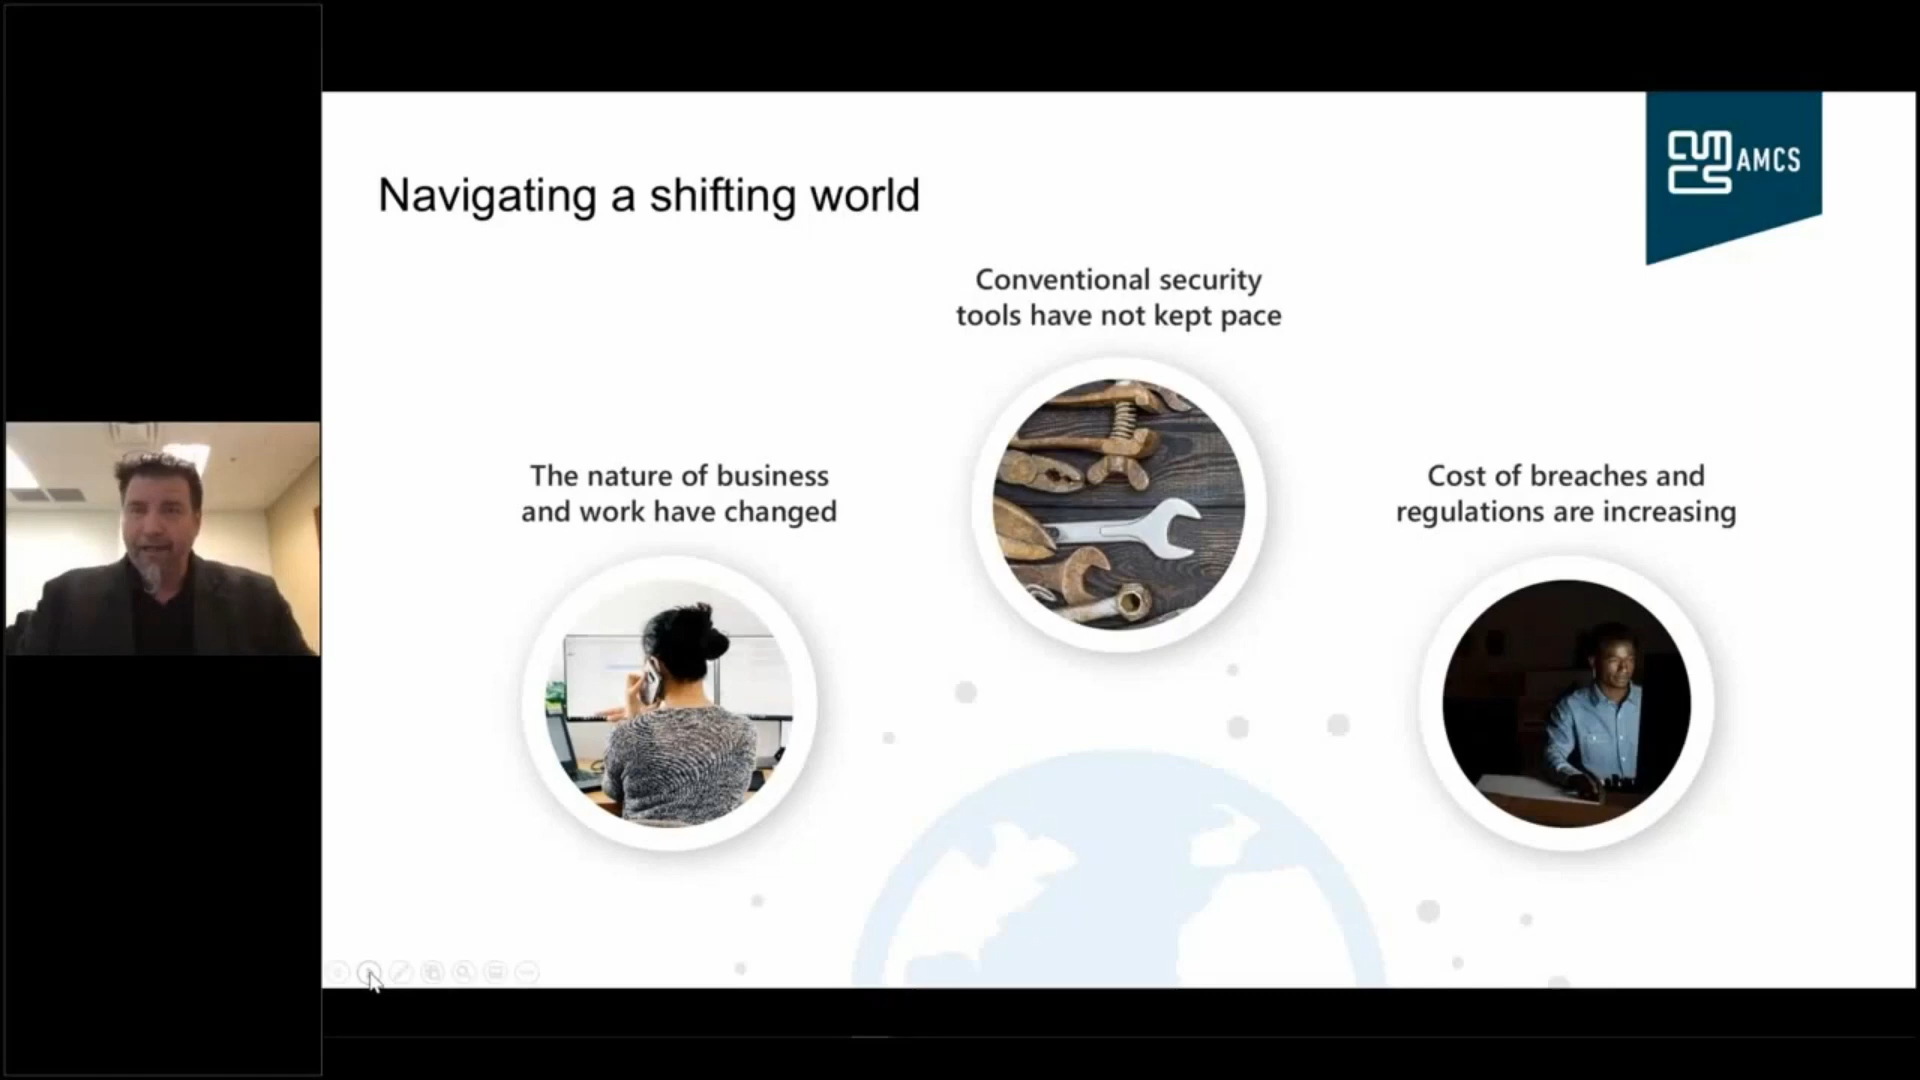 Navigating a shifting world
AMCS
Conventional security
tools have not kept pace
The nature of business
and work have changed
Cost of breaches and
regulations are increasing